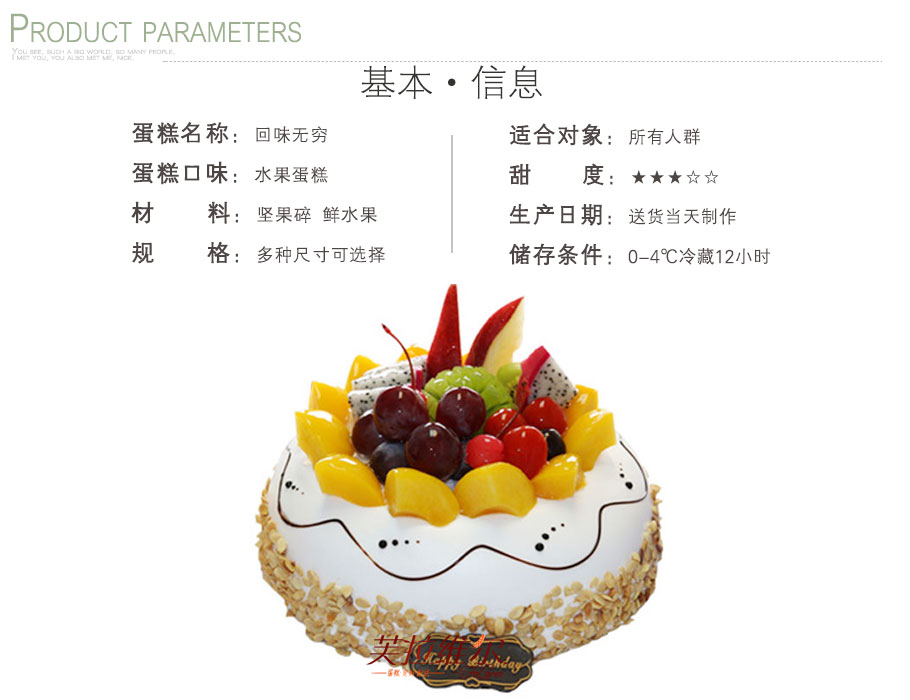 PRODUCT PARAMETERS
YOU SEE, SUCH A BIG WORLD, SO MANY PEOPLE,
I MET YOU, YOU ALSO MET ME, NICE.
基本·信息
蛋糕名称：回味无穷
蛋糕口味：水果蛋糕
材 料：坚果碎 鲜水果
规 格：多种尺寸可选择
适合对象：所有人群
甜 度：★★★☆☆
生产日期：送货当天制作
储存条件：0-4℃冷藏12小时
芙拉维尔
蛋糕
Happy Birthday